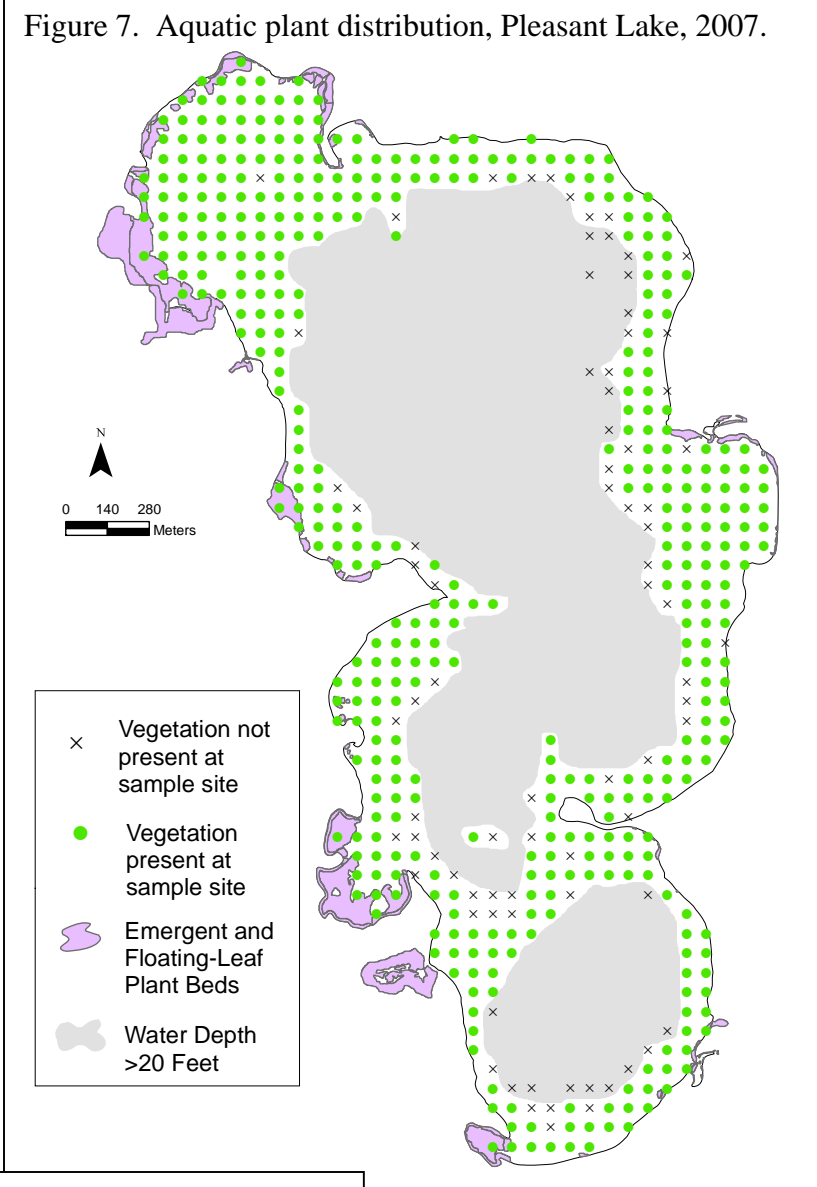 Figure 7.  Aquatic plant distribution, Pleasant Lake, 2007.
N
0 140 280
Meters
Vegetation not
present at
sample site
Vegetation
present at
sample site
Emergent and
Floating-Leaf
Plant Beds
Water Depth
>20 Feet